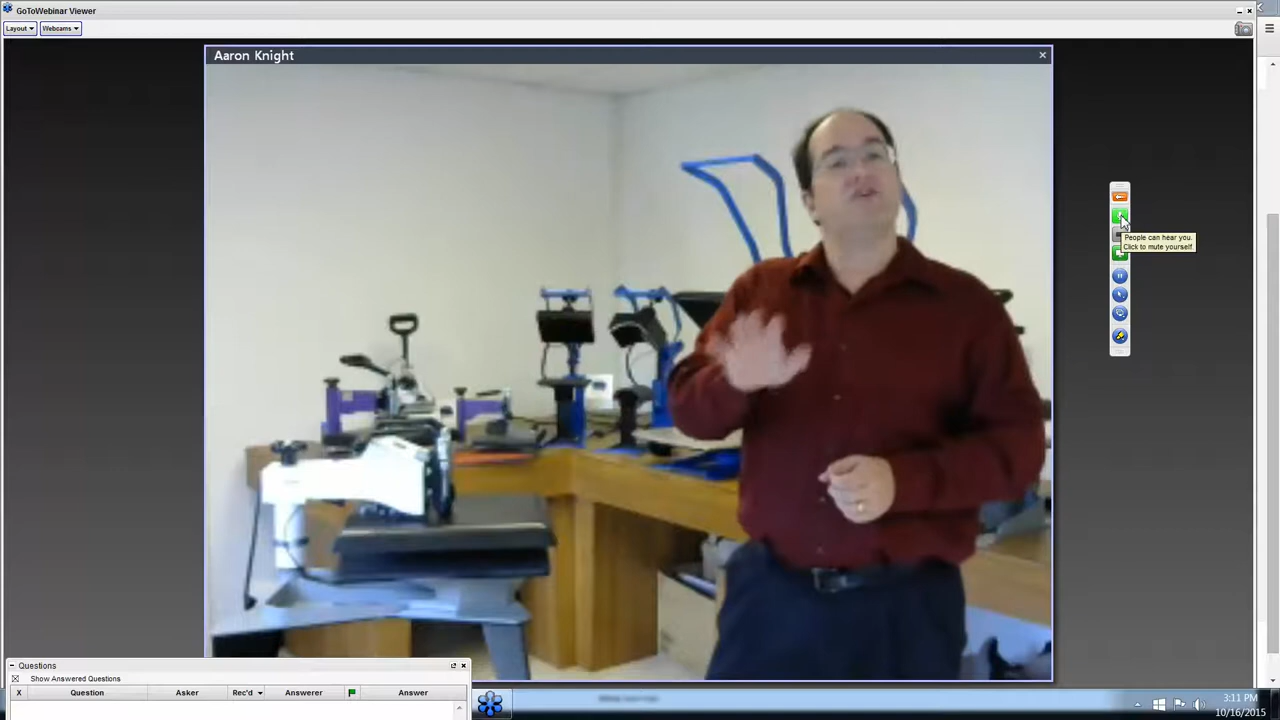 GoToWebinar Viewer
Layout
Webcams
Aaron Knight
People can hear you.
Click to mute yourself.
Questions
Show Answered Questions
X Question Asker Rec'd Answerer Answer
3:11 PM
10/16/2015